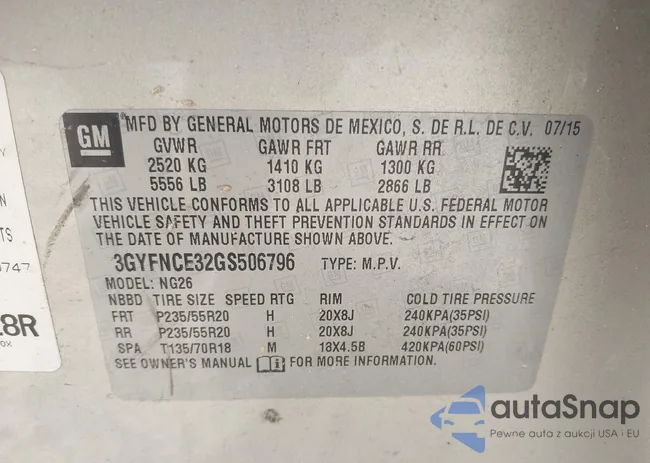 GM
MFD BY GENERAL MOTORS DE MEXICO, S. DE R.L. DE C.V. 07/15
GVWR GAWR FRT GAWR RR
2520 KG 1410 KG 1300 KG
5556 LB 3108 LB 2866 LB
THIS VEHICLE CONFORMS TO ALL APPLICABLE U.S. FEDERAL MOTOR
VEHICLE SAFETY AND THEFT PREVENTION STANDARDS IN EFFECT ON
THE DATE OF MANUFACTURE SHOWN ABOVE.
3GYFNCE32GS506796 TYPE: M.P.V.
MODEL: NG26
NBBD TIRE SIZE SPEED RTG RIM COLD TIRE PRESSURE
FRT P235/55R20 H 20X8J 240KPA(35PSI)
RR P235/55R20 H 20X8J 240KPA(35PSI)
SPA T135/70R18 M 18X4.5B 420KPA(60PSI)
SEE OWNER'S MANUAL FOR MORE INFORMATION.
autaSnap
Pewne auta z aukcji USA i EU